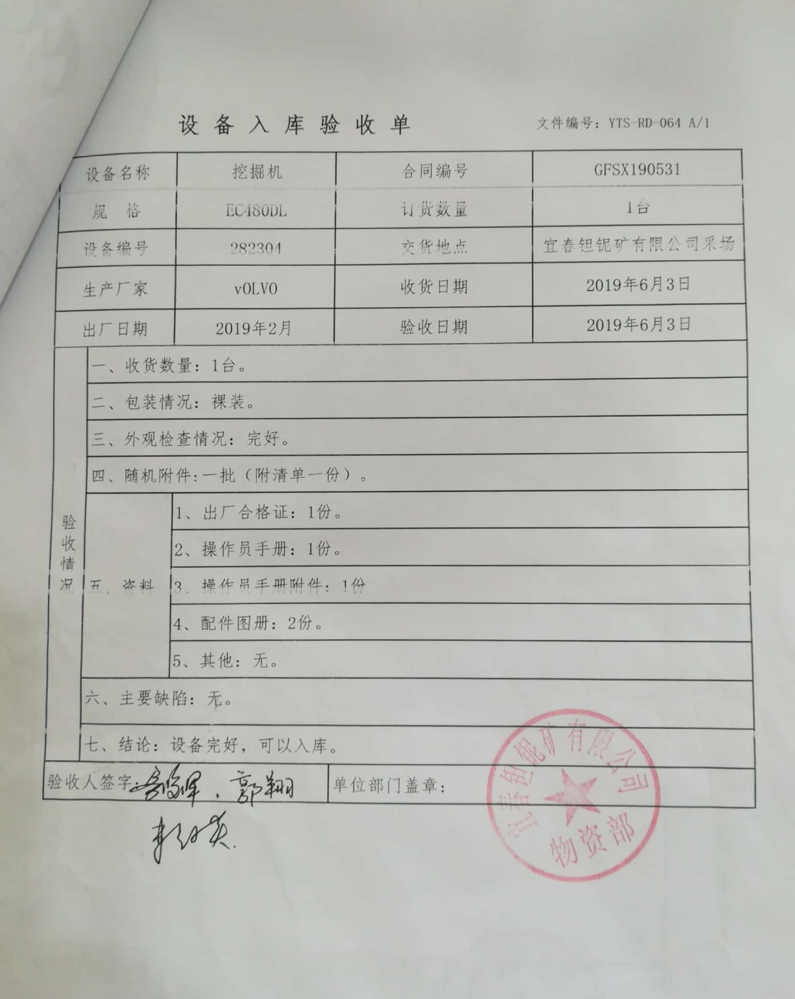 设备入库验收单
文件编号：YTS-RD-064 A/1
设备名称 挖掘机 合同编号 GFSX190531
规 格 EC480DL 订货数量 1台
设备编号 282304 交货地点 宜春钽铌矿有限公司采场
生产厂家 vOLVO 收货日期 2019年6月3日
出厂日期 2019年2月 验收日期 2019年6月3日
验收情况
一、收货数量：1台。
二、包装情况：裸装。
三、外观检查情况：完好。
四、随机附件:一批（附清单一份）。
五、资料
1、出厂合格证：1份。
2、操作员手册：1份。
3、操作员手册附件：1份
4、配件图册：2份。
5、其他：无。
六、主要缺陷：无。
七、结论：设备完好，可以入库。
验收人签字： 郭翔 单位部门盖章：
宜春钽铌矿有限公司
物资部